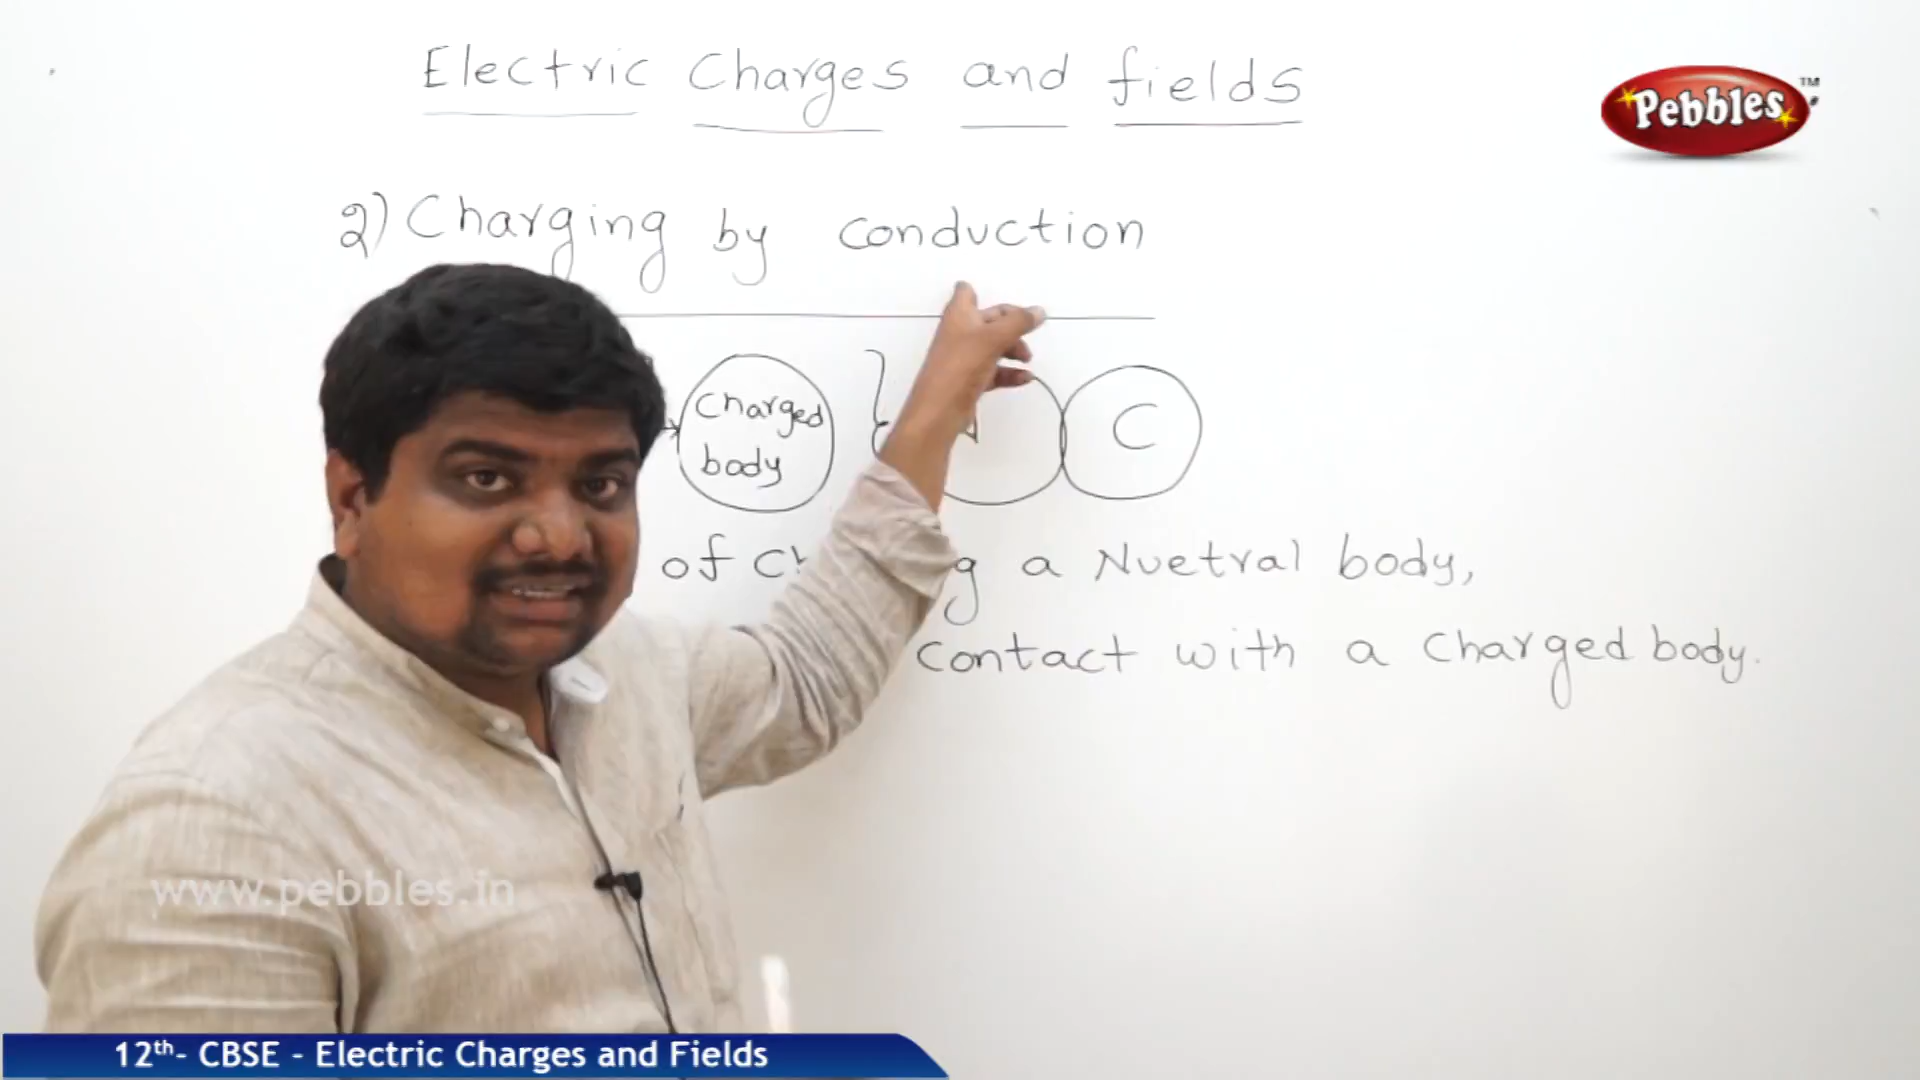 Electric Charges and fields
Pebbles™
2) Charging by conduction
Charged
body
C
of a Nuetral body,
contact with a charged body.
www.pebbles.in
12th- CBSE - Electric Charges and Fields